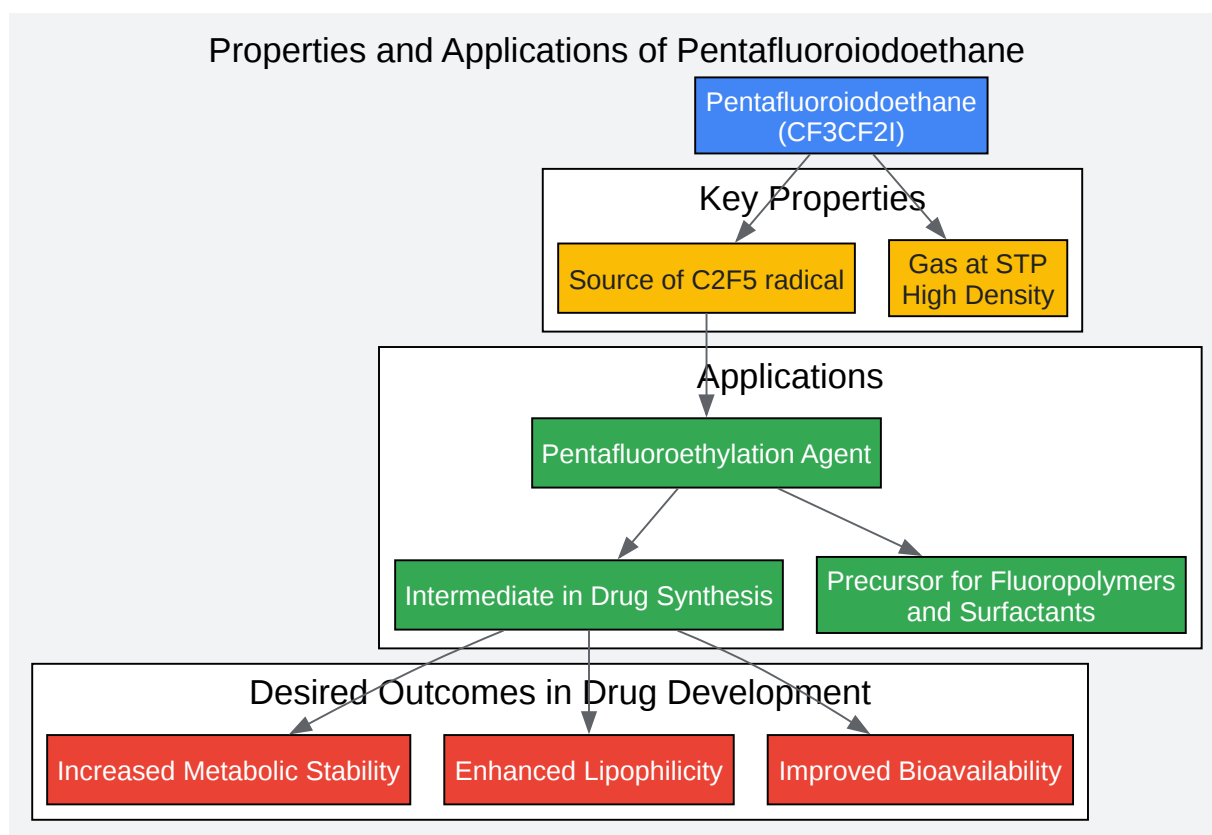 Properties and Applications of Pentafluoroiodoethane
Pentafluoroiodoethane
(CF3CF2I)
Key Properties
Source of C2F5 radical
Gas at STP
High Density
Applications
Pentafluoroethylation Agent
Intermediate in Drug Synthesis
Precursor for Fluoropolymers
and Surfactants
Desired Outcomes in Drug Development
Increased Metabolic Stability
Enhanced Lipophilicity
Improved Bioavailability